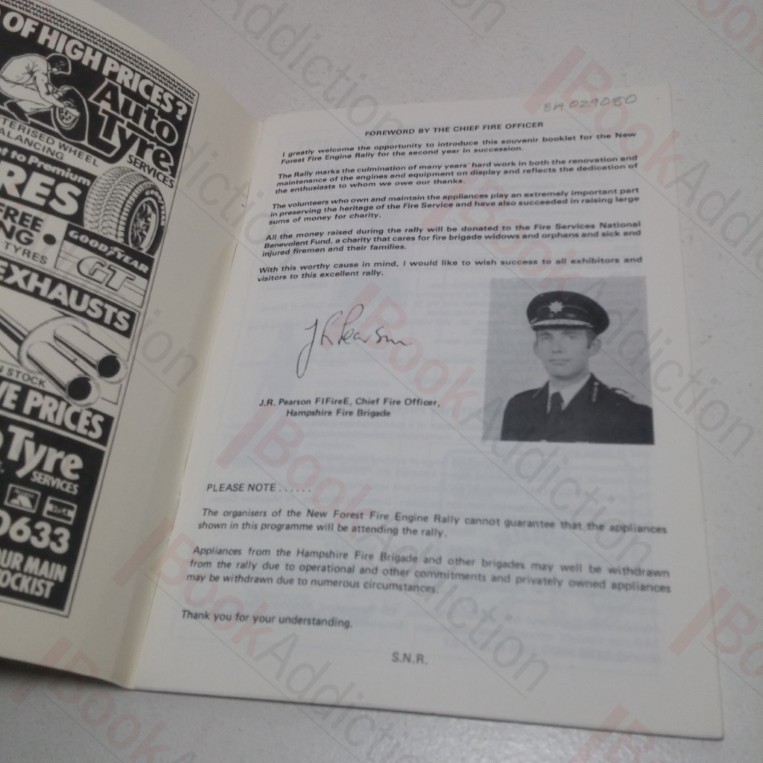 OF HIGH PRICES?
Auto
Tyre
SERVICES
TERISED WHEEL
ALANCING
et to Premium
RES
FREE
NG •
TYRES
GOODYEAR
GT
EXHAUSTS
STOCK
VE PRICES
Tyre
SERVICES
0633
OUR MAIN
OCKIST
BA 029080
FOREWORD BY THE CHIEF FIRE OFFICER
I greatly welcome the opportunity to introduce this souvenir booklet for the New
Forest Fire Engine Rally for the second year in succession.
The Rally marks the culmination of many years' hard work in both the renovation and
maintenance of the engines and equipment on display and reflects the dedication of
the enthusiasts to whom we owe our thanks.
The volunteers who own and maintain the appliances play an extremely important part
in preserving the heritage of the Fire Service and have also succeeded in raising large
sums of money for charity.
All the money raised during the rally will be donated to the Fire Services National
Benevolent Fund, a charity that cares for fire brigade widows and orphans and sick and
injured firemen and their families.
With this worthy cause in mind, I would like to wish success to all exhibitors and
visitors to this excellent rally.
J R Pearson
J.R. Pearson FIFireE, Chief Fire Officer,
Hampshire Fire Brigade
PLEASE NOTE . . . . . .
The organisers of the New Forest Fire Engine Rally cannot guarantee that the appliances
shown in this programme will be attending the rally.
Appliances from the Hampshire Fire Brigade and other brigades may well be withdrawn
from the rally due to operational and other commitments and privately owned appliances
may be withdrawn due to numerous circumstances.
Thank you for your understanding.
S.N.R.
BookAddiction